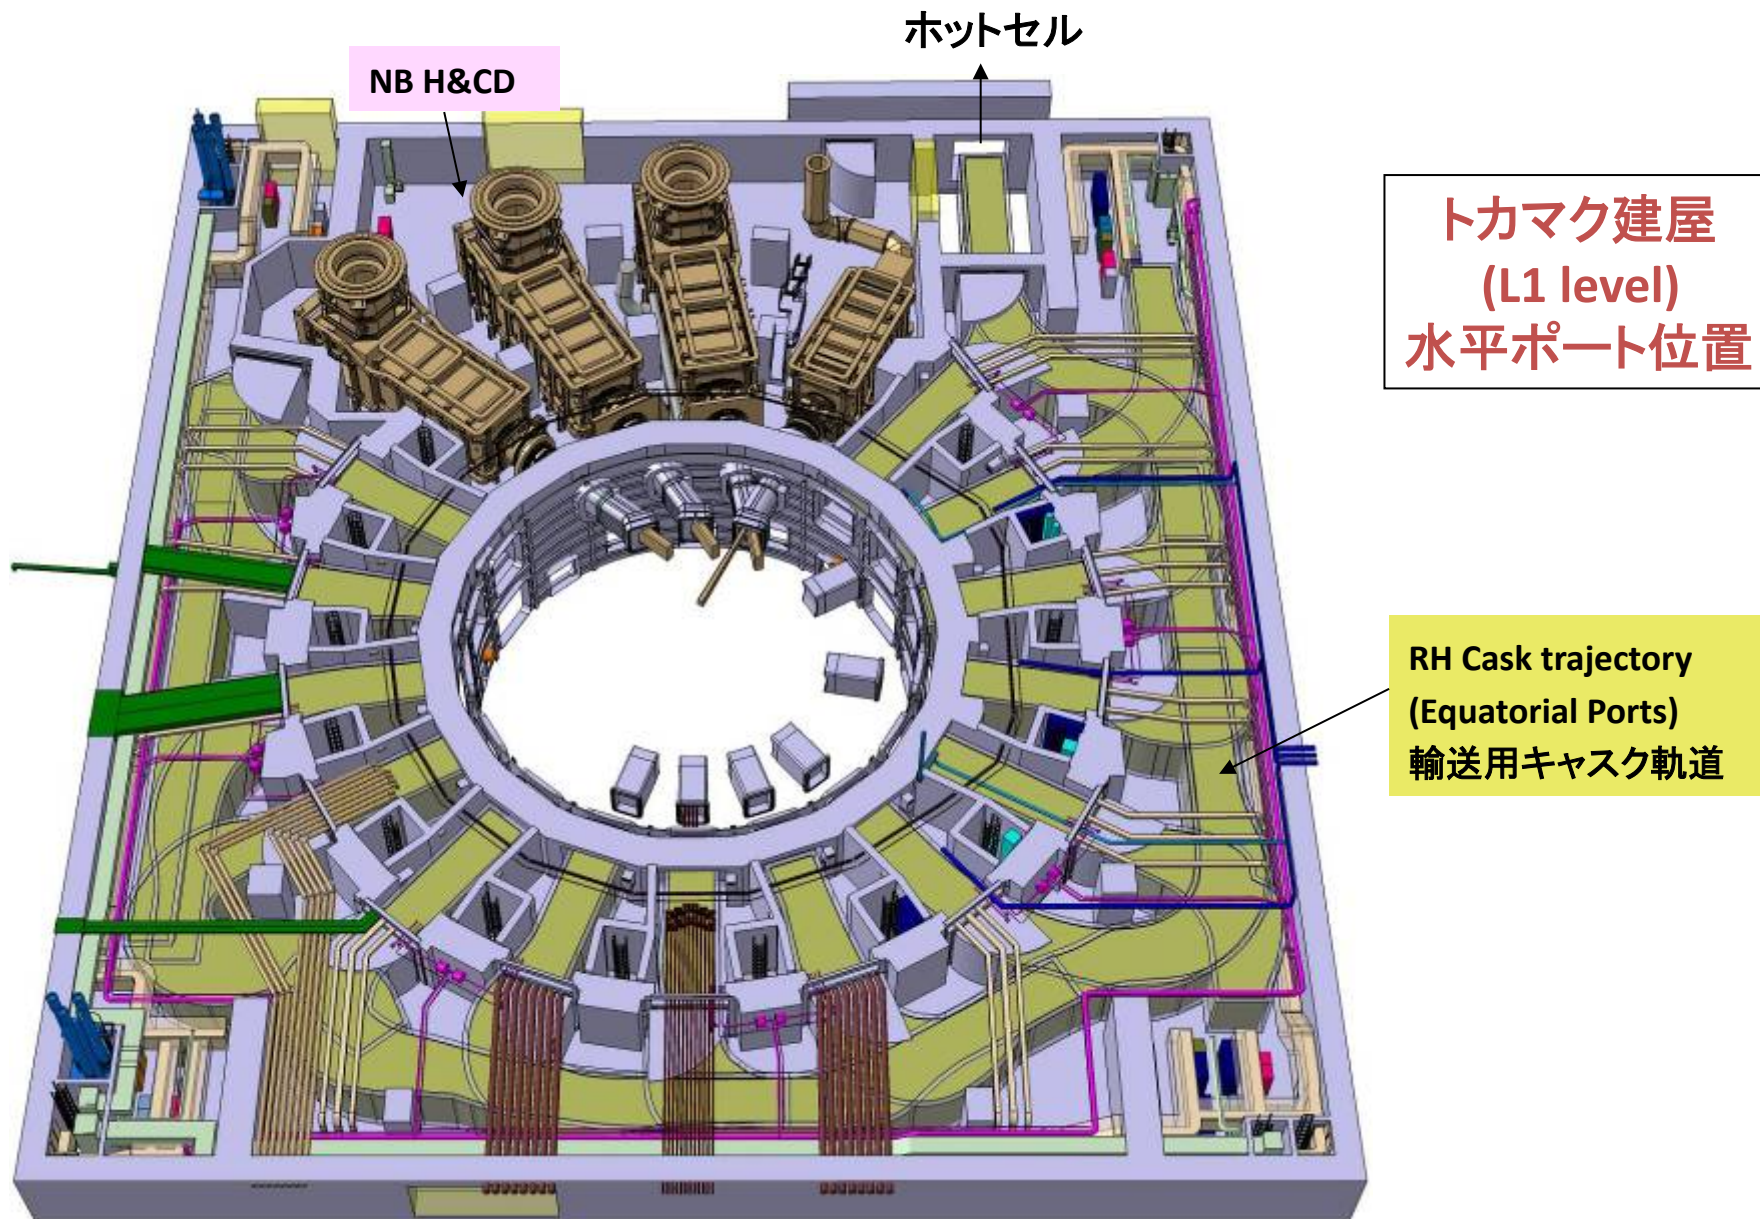 ホットセル
NB H&CD
トカマク建屋
(L1 level)
水平ポート位置
RH Cask trajectory
(Equatorial Ports)
輸送用キャスク軌道